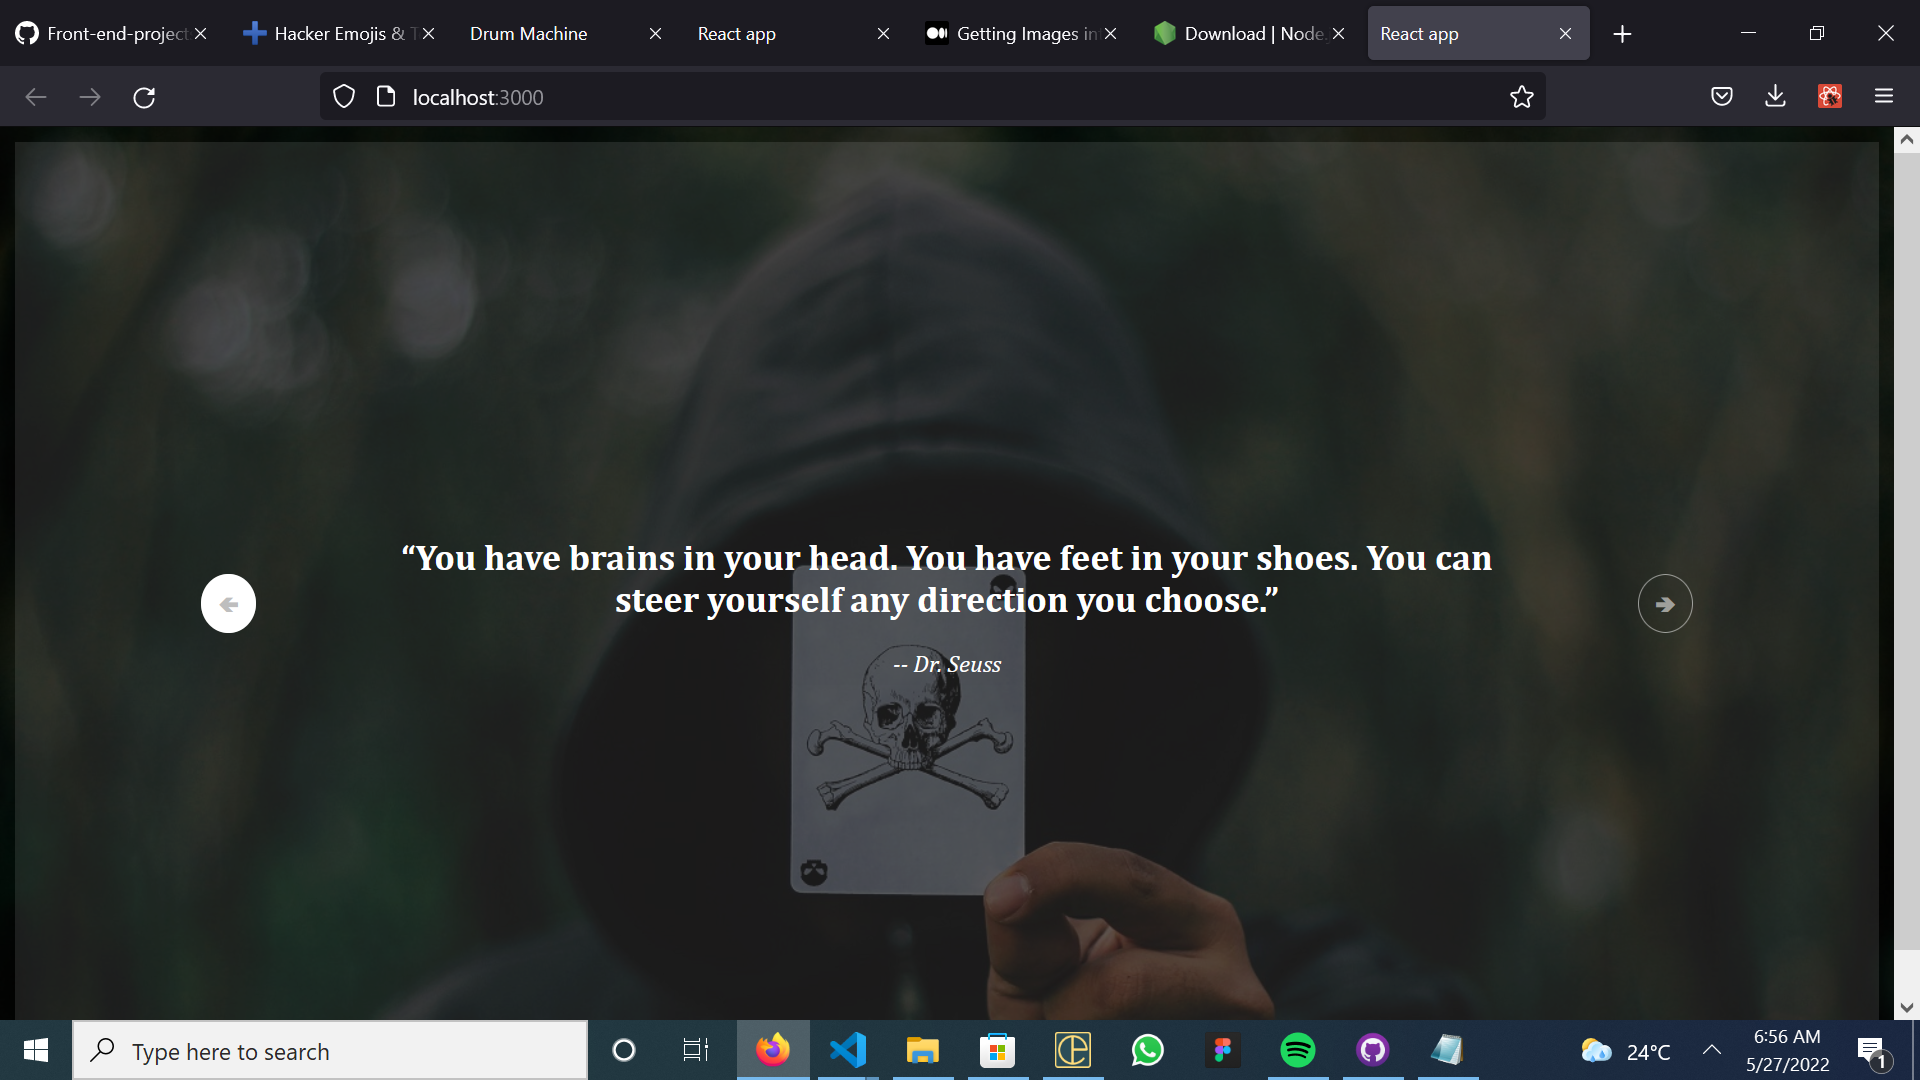 Front-end-project
Hacker Emojis & T
Drum Machine
React app
Getting Images in
Download | Node.
React app
localhost:3000
“You have brains in your head. You have feet in your shoes. You can
steer yourself any direction you choose.”
-- Dr. Seuss
Type here to search
24°C
6:56 AM
5/27/2022
1